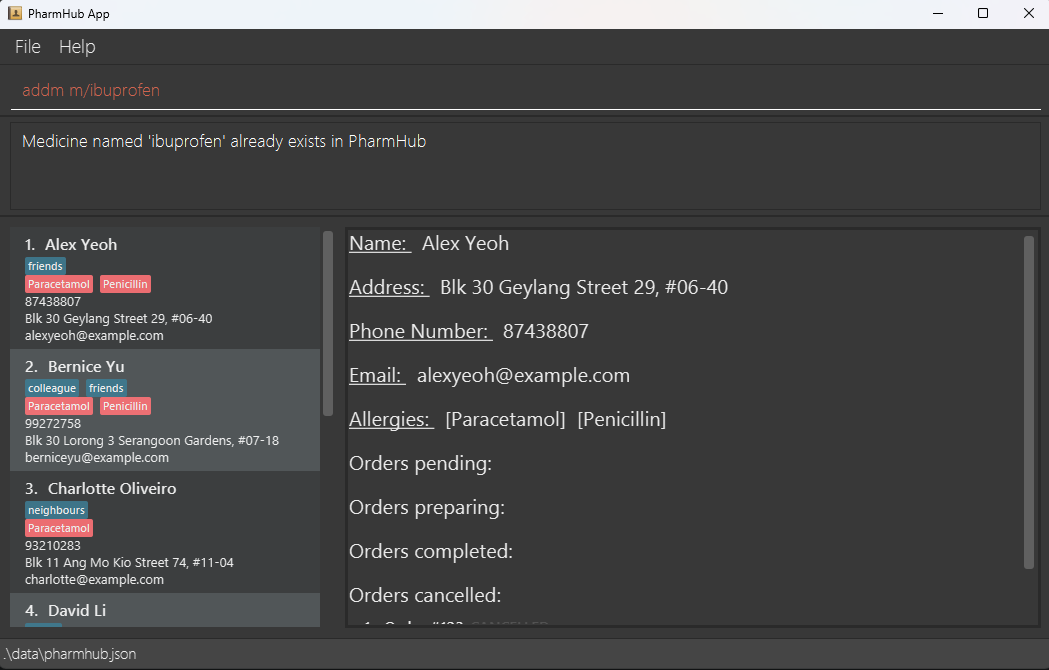 PharmHub App
File Help
addm m/ibuprofen
Medicine named 'ibuprofen' already exists in PharmHub
1. Alex Yeoh
friends
Paracetamol Penicillin
87438807
Blk 30 Geylang Street 29, #06-40
alexyeoh@example.com
2. Bernice Yu
colleague friends
Paracetamol Penicillin
99272758
Blk 30 Lorong 3 Serangoon Gardens, #07-18
berniceyu@example.com
3. Charlotte Oliveiro
neighbours
Paracetamol
93210283
Blk 11 Ang Mo Kio Street 74, #11-04
charlotte@example.com
4. David Li
Name: Alex Yeoh
Address: Blk 30 Geylang Street 29, #06-40
Phone Number: 87438807
Email: alexyeoh@example.com
Allergies: [Paracetamol] [Penicillin]
Orders pending:
Orders preparing:
Orders completed:
Orders cancelled:
.\data\pharmhub.json